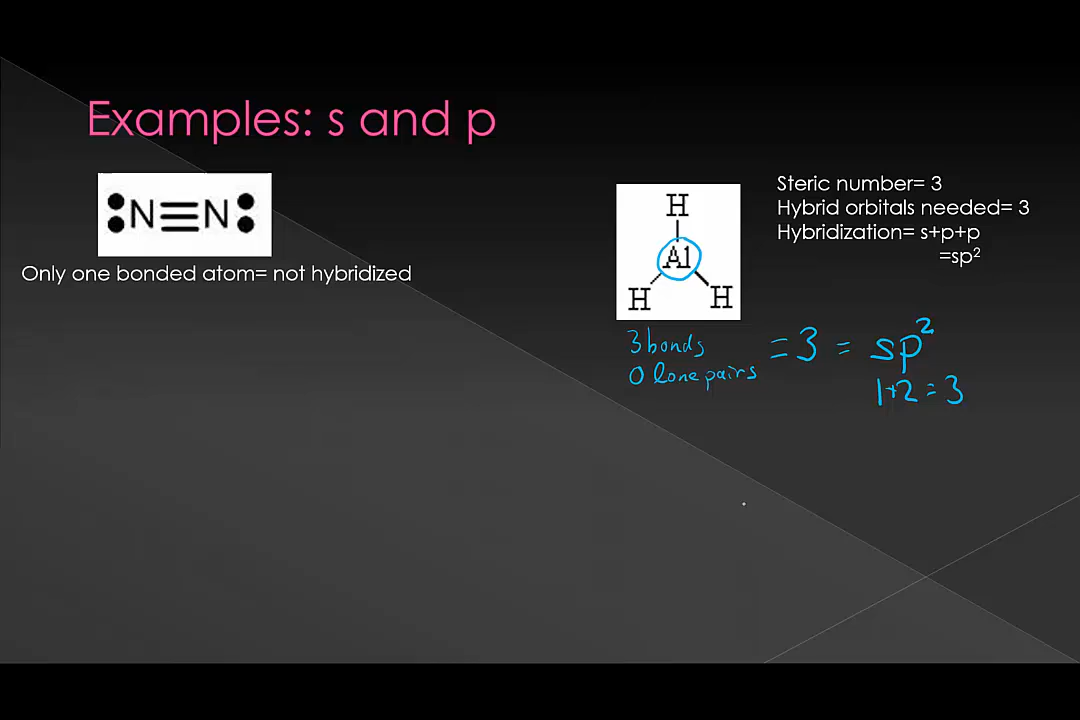 Examples: s and p
N≡N
Only one bonded atom= not hybridized
H
Al
H H
Steric number= 3
Hybrid orbitals needed= 3
Hybridization= s+p+p
=sp²
3 bonds
0 lone pairs
= 3 = sp²
1+2=3